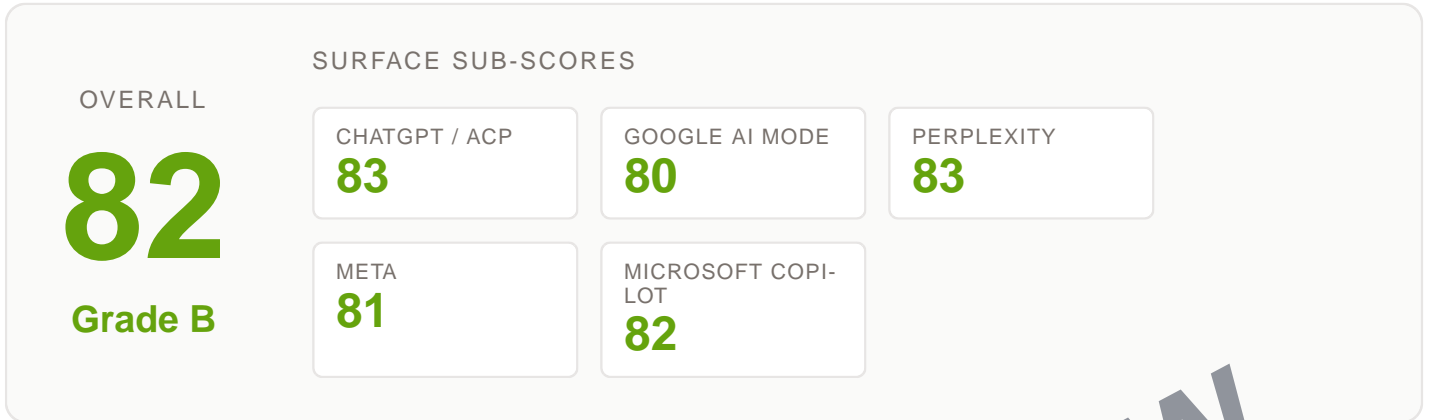 SURFACE SUB-SCORES
OVERALL
82
Grade B
CHATGPT / ACP
83
GOOGLE AI MODE
80
PERPLEXITY
83
META
81
MICROSOFT COPI-
LOT
82